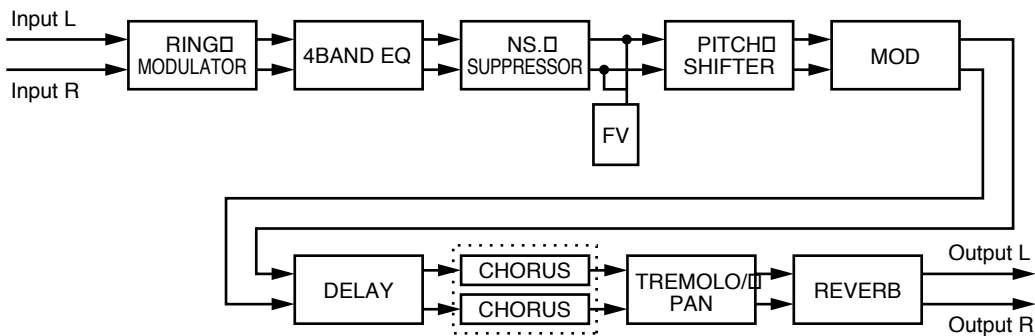 Input L
Input R
RING
MODULATOR
4BAND EQ
NS.
SUPPRESSOR
FV
PITCH
SHIFTER
MOD
DELAY
CHORUS
CHORUS
TREMOLO/
PAN
REVERB
Output L
Output R